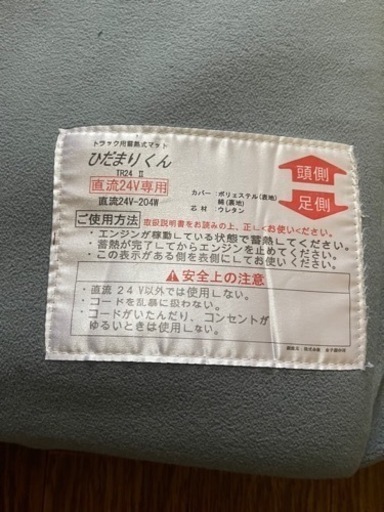 トラック用蓄熱式マット
ひだまりくん
TR24 Ⅱ
直流24V専用
直流24V-204W
カバー：ポリエステル（表地）
綿（裏地）
芯材：ウレタン
頭側
足側
ご使用方法 取扱説明書をお読みの上、正しくお使いください。
・エンジンが稼動している状態で蓄熱してください。
・蓄熱が完了してからエンジンを止めてください。
・この表示がある側を表側にしてお使いください。
安全上の注意
・直流24V以外では使用しない。
・コードを乱暴に扱わない。
・コードがいたんだり、コンセントが
ゆるいときは使用しない。